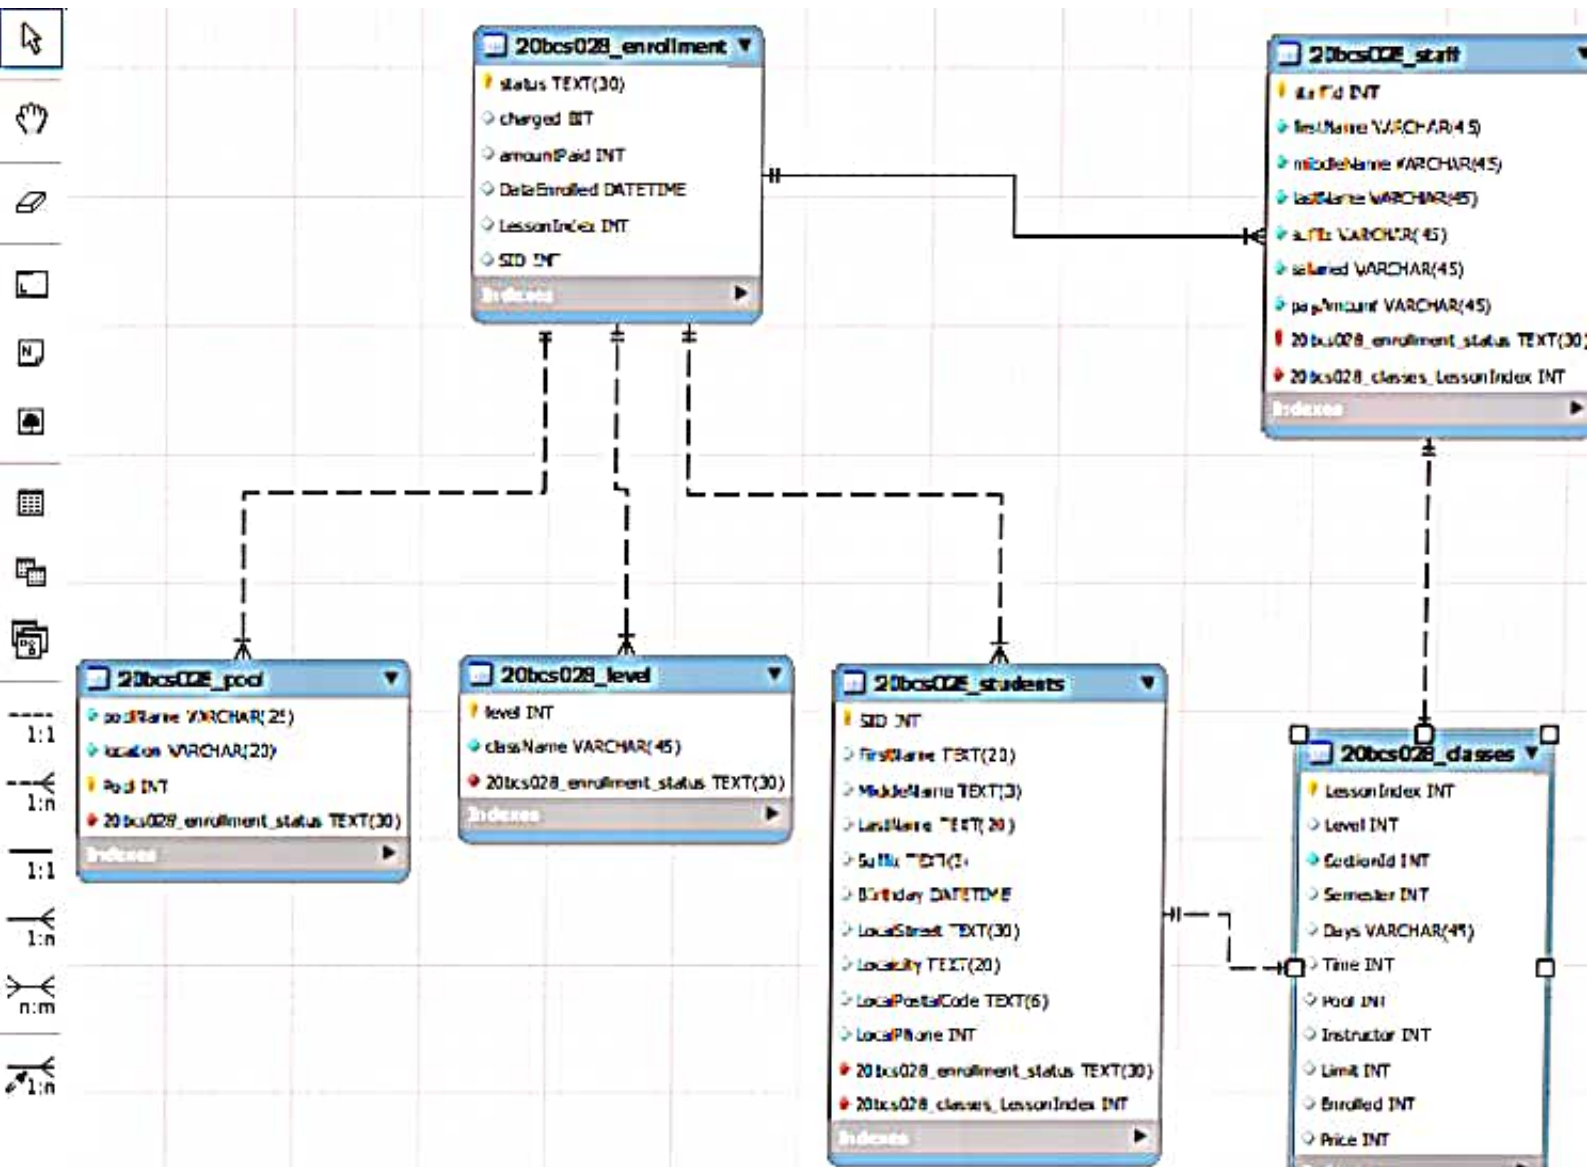 20bcs028_enrollment
status TEXT(30)
charged BIT
amountPaid INT
DateEnrolled DATETIME
LessonIndex INT
SID INT
Indexes
20bcs028_staff
staffid INT
firstName VARCHAR(45)
middleName VARCHAR(45)
lastName VARCHAR(45)
suffix VARCHAR(45)
salaried VARCHAR(45)
payAmount VARCHAR(45)
20bcs028_enrollment_status TEXT(30)
20bcs028_classes_LessonIndex INT
Indexes
20bcs028_pool
poolName VARCHAR(25)
location VARCHAR(20)
Pool INT
20bcs028_enrollment_status TEXT(30)
Indexes
20bcs028_level
level INT
className VARCHAR(45)
20bcs028_enrollment_status TEXT(30)
Indexes
20bcs028_students
SID INT
FirstName TEXT(20)
MiddleName TEXT(3)
LastName TEXT(20)
Suffix
Birthday DATETIME
LocalStreet TEXT(30)
Localcity TEXT(20)
LocalPostalCode TEXT(6)
LocalPhone INT
20bcs028_enrollment_status TEXT(30)
20bcs028_classes_LessonIndex INT
Indexes
20bcs028_classes
LessonIndex INT
Level INT
SectionId INT
Semester INT
Days VARCHAR(45)
Time INT
Pool INT
Instructor INT
Limit INT
Enrolled INT
Price INT
1:1
1:n
1:1
1:n
n:m
1:n